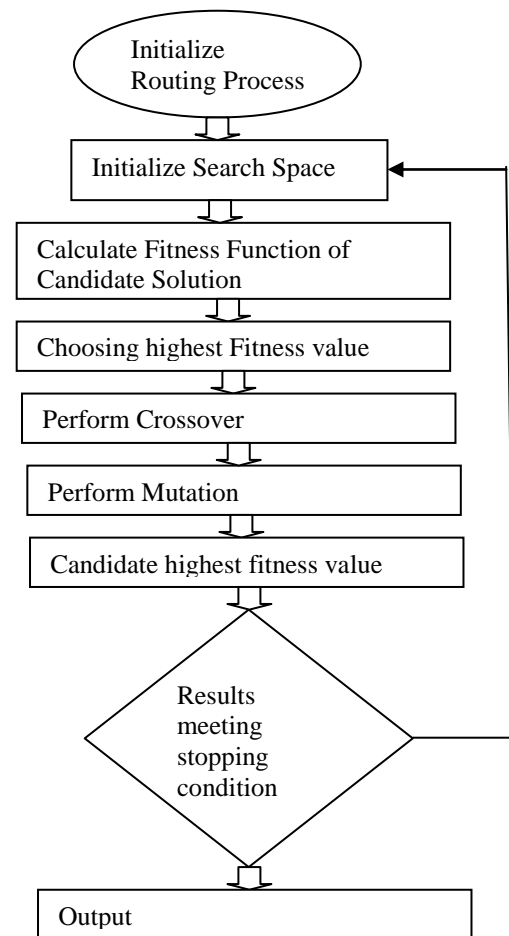 Initialize
Routing Process
Initialize Search Space
Calculate Fitness Function of
Candidate Solution
Choosing highest Fitness value
Perform Crossover
Perform Mutation
Candidate highest fitness value
Results
meeting
stopping
condition
Output